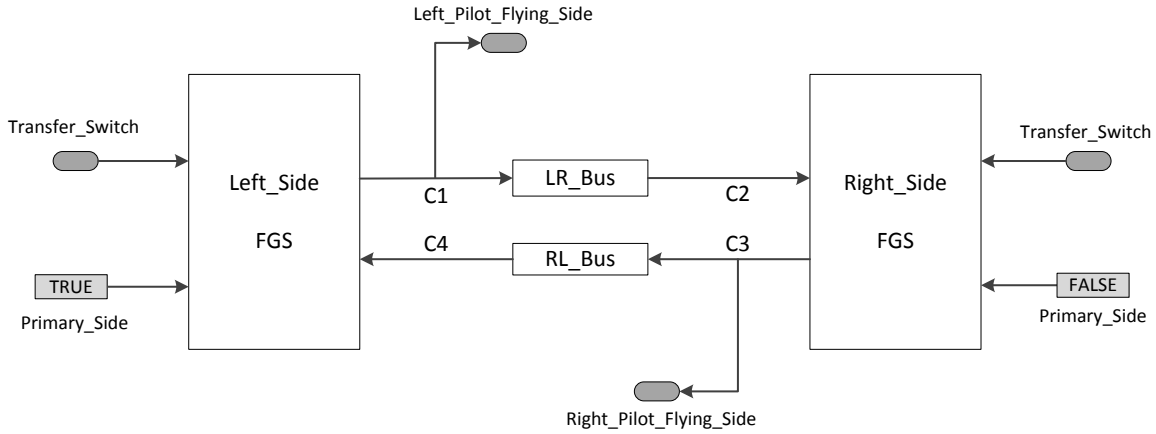 Left_Pilot_Flying_Side
Transfer_Switch
Transfer_Switch
Left_Side
FGS
LR_Bus
Right_Side
FGS
C1
C2
C4
RL_Bus
C3
TRUE
Primary_Side
FALSE
Primary_Side
Right_Pilot_Flying_Side